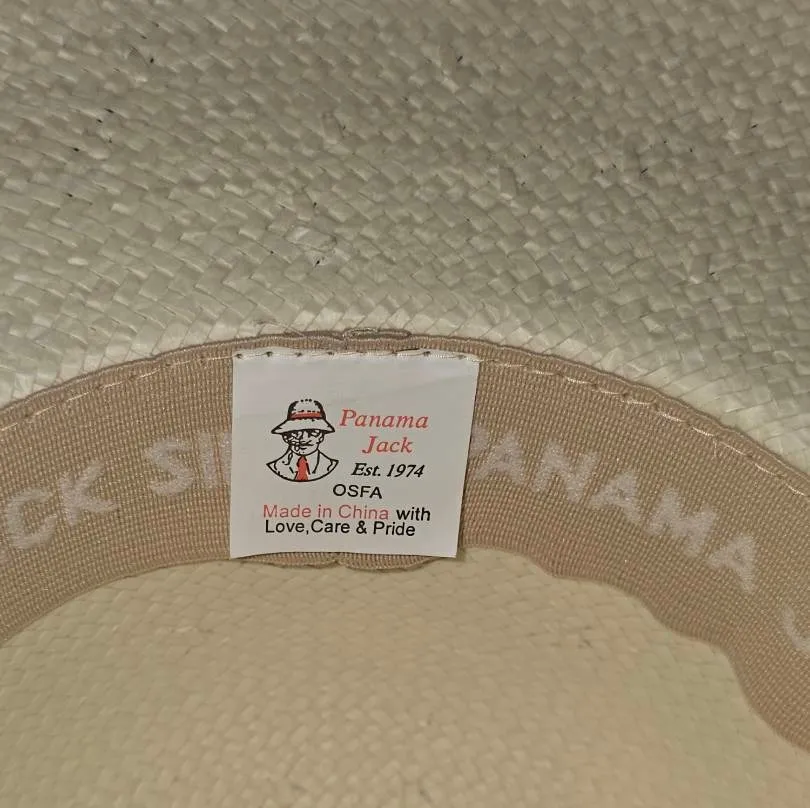 CK SI
Panama
Jack
Est. 1974
OSFA
Made in China with
Love,Care & Pride
PANAMA